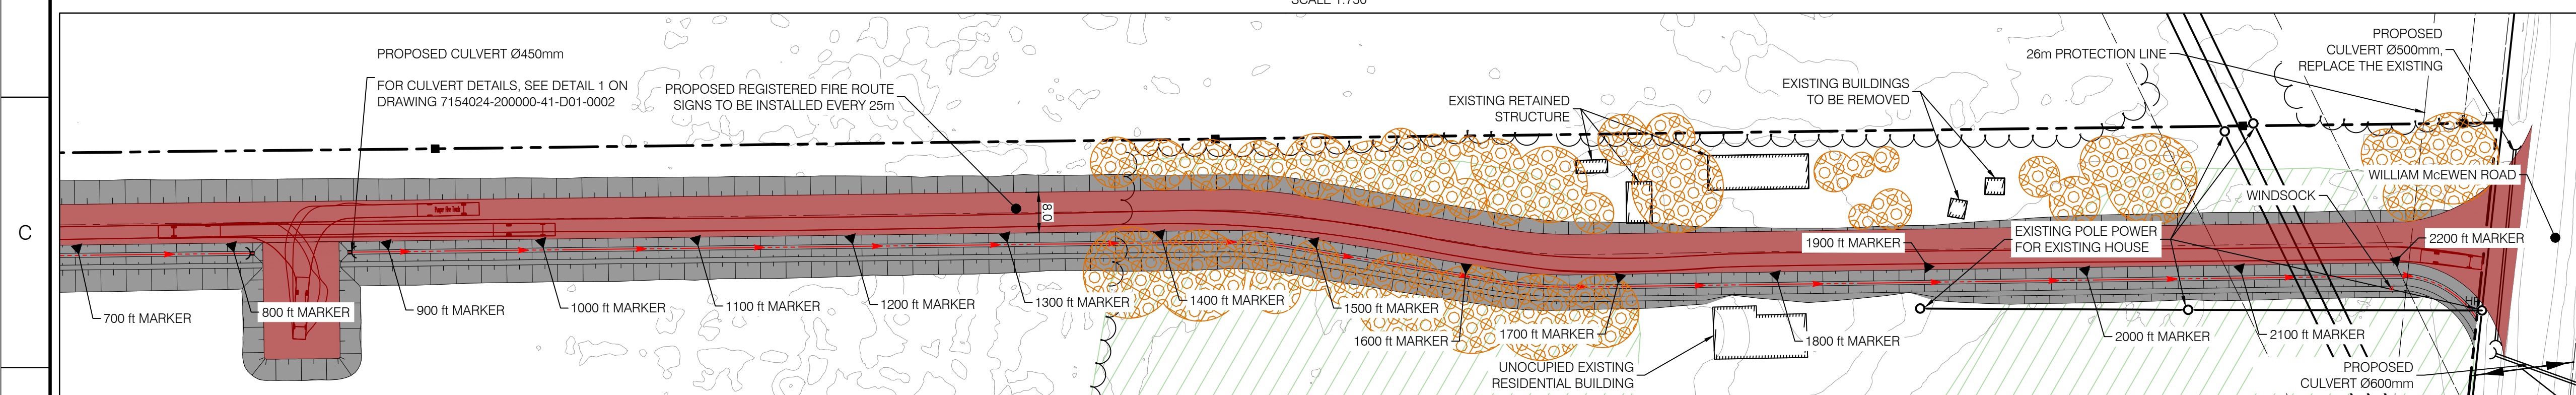 SCALE 1:750
C
PROPOSED CULVERT Ø450mm
FOR CULVERT DETAILS, SEE DETAIL 1 ON
DRAWING 7154024-200000-41-D01-0002
PROPOSED REGISTERED FIRE ROUTE
SIGNS TO BE INSTALLED EVERY 25m
EXISTING RETAINED
STRUCTURE
EXISTING BUILDINGS
TO BE REMOVED
26m PROTECTION LINE
PROPOSED
CULVERT Ø500mm,
REPLACE THE EXISTING
WILLIAM McEWEN ROAD
WINDSOCK
EXISTING POLE POWER
FOR EXISTING HOUSE
8.0
700 ft MARKER
800 ft MARKER
900 ft MARKER
1000 ft MARKER
1100 ft MARKER
1200 ft MARKER
1300 ft MARKER
1400 ft MARKER
1500 ft MARKER
1600 ft MARKER
1700 ft MARKER
1800 ft MARKER
1900 ft MARKER
2000 ft MARKER
2100 ft MARKER
2200 ft MARKER
HP
UNOCUPIED EXISTING
RESIDENTIAL BUILDING
PROPOSED
CULVERT Ø600mm